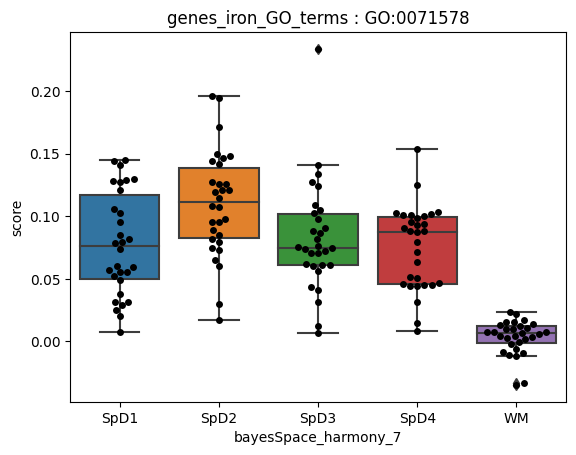 genes_iron_GO_terms : GO:0071578
score
0.20
0.15
0.10
0.05
0.00
SpD1 SpD2 SpD3 SpD4 WM
bayesSpace_harmony_7